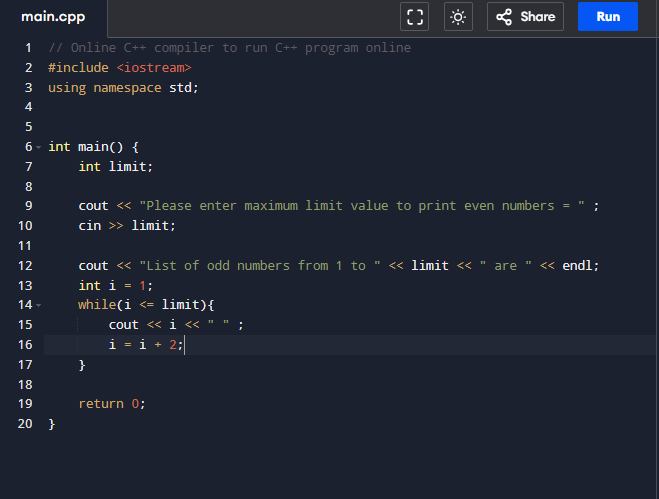 main.cpp Share Run
1 // Online C++ compiler to run C++ program online
2 #include <iostream>
3 using namespace std;
4
5
6 int main() {
7     int limit;
8
9     cout << "Please enter maximum limit value to print even numbers = " ;
10     cin >> limit;
11
12     cout << "List of odd numbers from 1 to " << limit << " are " << endl;
13     int i = 1;
14     while(i <= limit){
15         cout << i << " " ;
16         i = i + 2;
17     }
18
19     return 0;
20 }